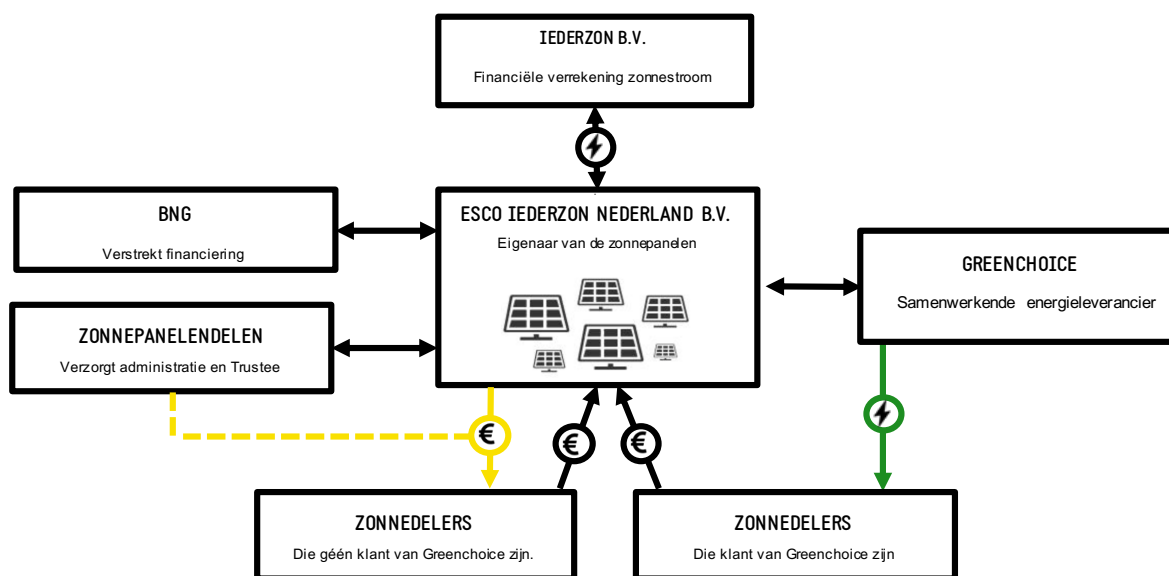 IEDERZON B.V.
Financiële verrekening zonnestroom
BNG
Verstrekt financiering
ESCO IEDERZON NEDERLAND B.V.
Eigenaar van de zonnepanelen
GREENCHOICE
Samenwerkende energieleverancier
ZONNEPANELENDELEN
Verzorgt administratie en Trustee
€
€
€
ZONNEDELERS
Die géén klant van Greenchoice zijn.
ZONNEDELERS
Die klant van Greenchoice zijn